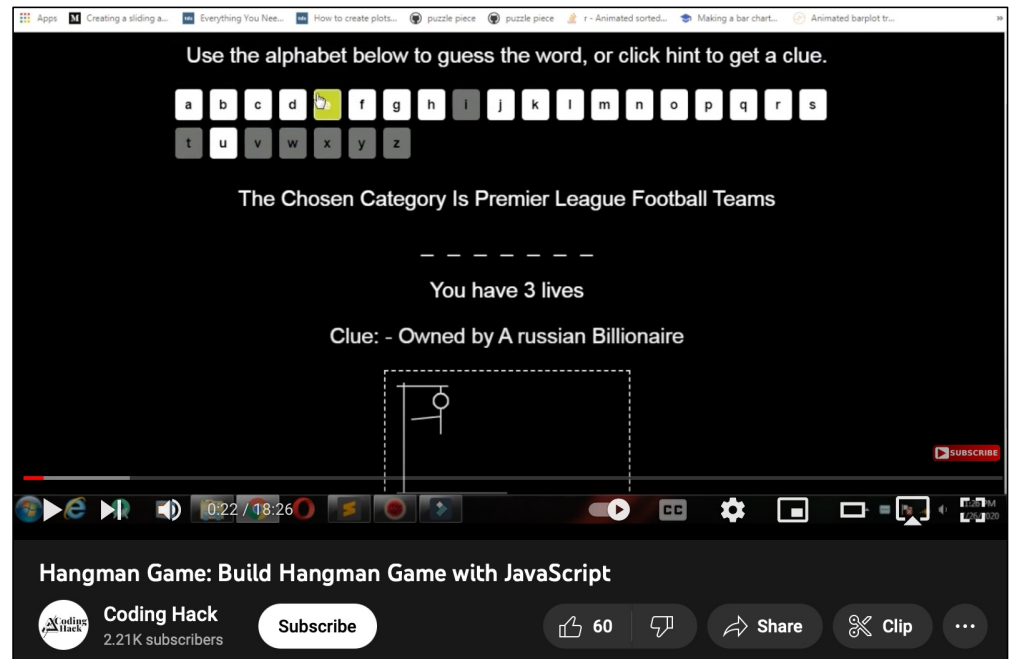 Apps Creating a sliding a... Everything You Nee... How to create plots... puzzle piece puzzle piece r - Animated sorted... Making a bar chart... Animated barplot tr... »
Use the alphabet below to guess the word, or click hint to get a clue.
a b c d f g h i j k l m n o p q r s
t u v w x y z
The Chosen Category Is Premier League Football Teams
_ _ _ _ _ _ _
You have 3 lives
Clue: - Owned by A russian Billionaire
SUBSCRIBE
0:22 / 18:26 CC
Hangman Game: Build Hangman Game with JavaScript
Coding Hack
2.21K subscribers
Subscribe
60
Share
Clip